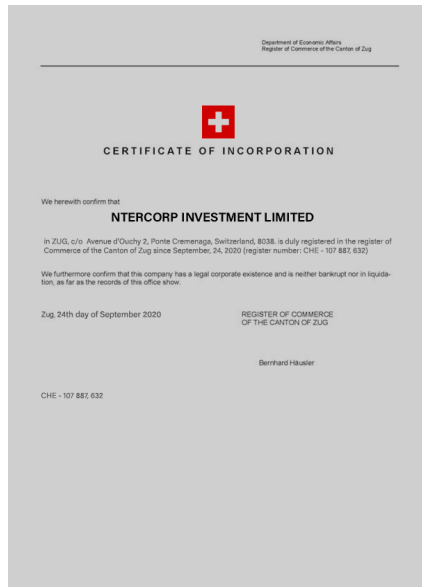 Department of Economic Affairs
Register of Commerce of the Canton of Zug
CERTIFICATE OF INCORPORATION
We herewith confirm that
NTERCORP INVESTMENT LIMITED
in ZUG, c/o Avenue d'Ouchy 2, Ponte Cremenaga, Switzerland, 8038. is duly registered in the register of
Commerce of the Canton of Zug since September, 24, 2020 (register number: CHE - 107 887, 632)
We furthermore confirm that this company has a legal corporate existence and is neither bankrupt nor in liquida-
tion, as far as the records of this office show.
Zug, 24th day of September 2020
REGISTER OF COMMERCE
OF THE CANTON OF ZUG
Bernhard Häusler
CHE - 107 887, 632